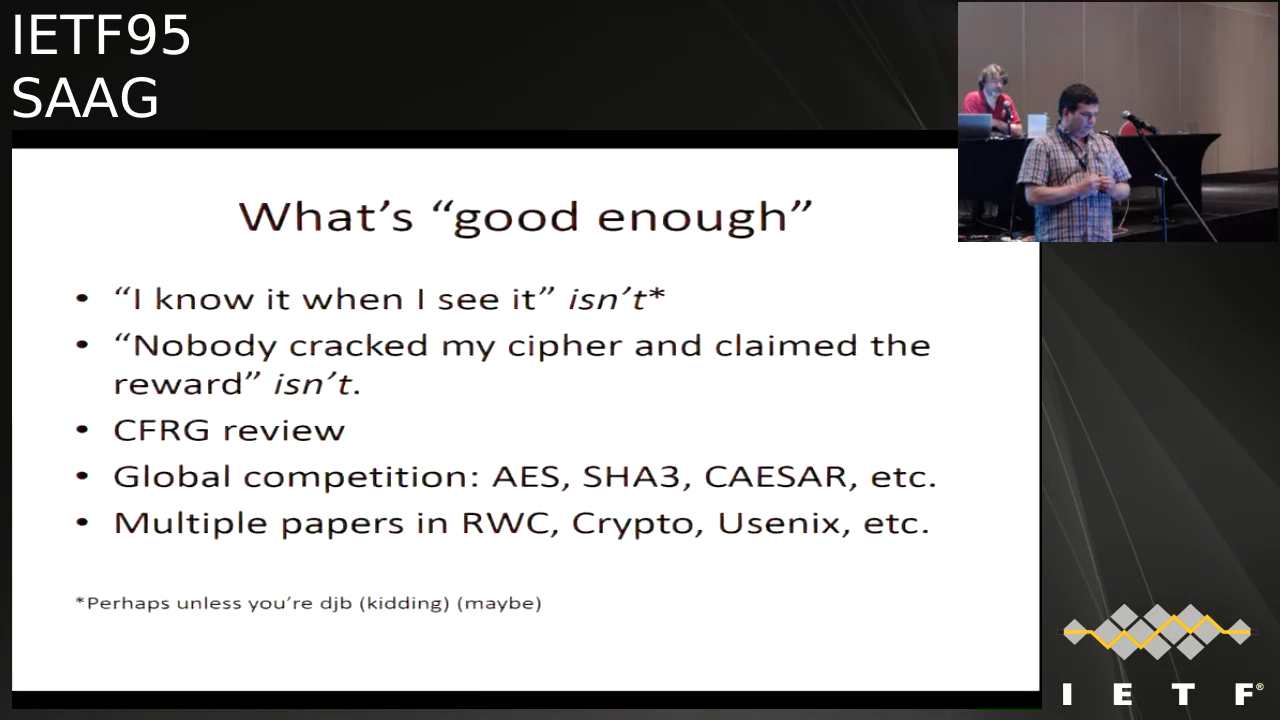 IETF95
SAAG
What's “good enough”
• “I know it when I see it” isn't*
• “Nobody cracked my cipher and claimed the
reward” isn't.
• CFRG review
• Global competition: AES, SHA3, CAESAR, etc.
• Multiple papers in RWC, Crypto, Usenix, etc.
*Perhaps unless you're djb (kidding) (maybe)
I E T F®